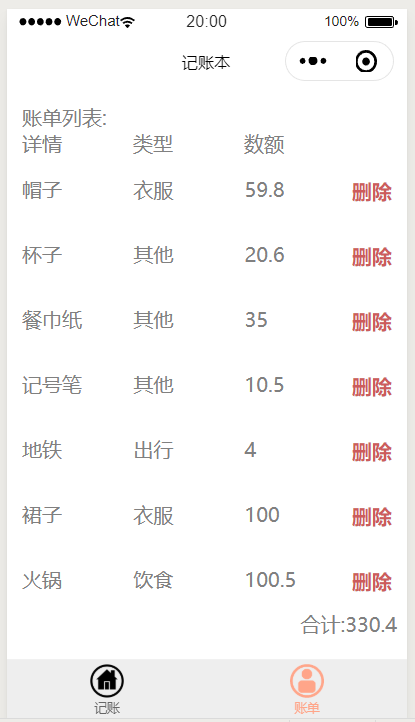 WeChat 20:00 100%
记账本
账单列表:
详情 类型 数额
帽子 衣服 59.8 删除
杯子 其他 20.6 删除
餐巾纸 其他 35 删除
记号笔 其他 10.5 删除
地铁 出行 4 删除
裙子 衣服 100 删除
火锅 饮食 100.5 删除
合计:330.4
记账 账单